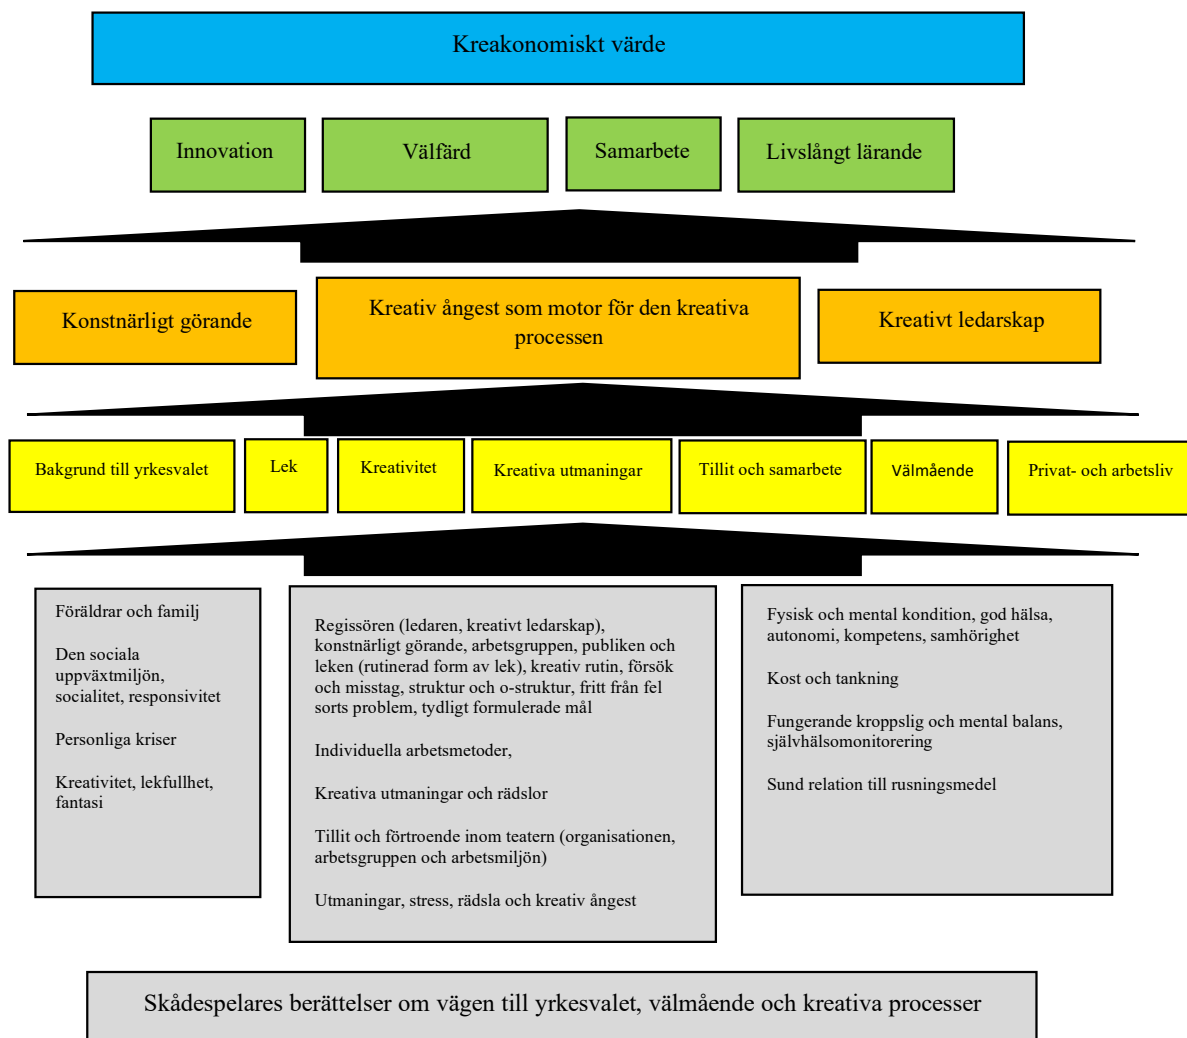 Kreakonomiskt värde
Innovation
Välfärd
Samarbete
Livslångt lärande
Konstnärligt görande
Kreativ ångest som motor för den kreativa
processen
Kreativt ledarskap
Bakgrund till yrkesvalet
Lek
Kreativitet
Kreativa utmaningar
Tillit och samarbete
Välmående
Privat- och arbetsliv
Föräldrar och familj
Den sociala
uppväxtmiljön,
socialitet, responsivitet
Personliga kriser
Kreativitet, lekfullhet,
fantasi
Regissören (ledaren, kreativt ledarskap),
konstnärligt görande, arbetsgruppen, publiken och
leken (rutinerad form av lek), kreativ rutin, försök
och misstag, struktur och o-struktur, fritt från fel
sorts problem, tydligt formulerade mål
Individuella arbetsmetoder,
Kreativa utmaningar och rädslor
Tillit och förtroende inom teatern (organisationen,
arbetsgruppen och arbetsmiljön)
Utmaningar, stress, rädsla och kreativ ångest
Fysisk och mental kondition, god hälsa,
autonomi, kompetens, samhörighet
Kost och tankning
Fungerande kroppslig och mental balans,
självhälsomonitorering
Sund relation till rusningsmedel
Skådespelares berättelser om vägen till yrkesvalet, välmående och kreativa processer